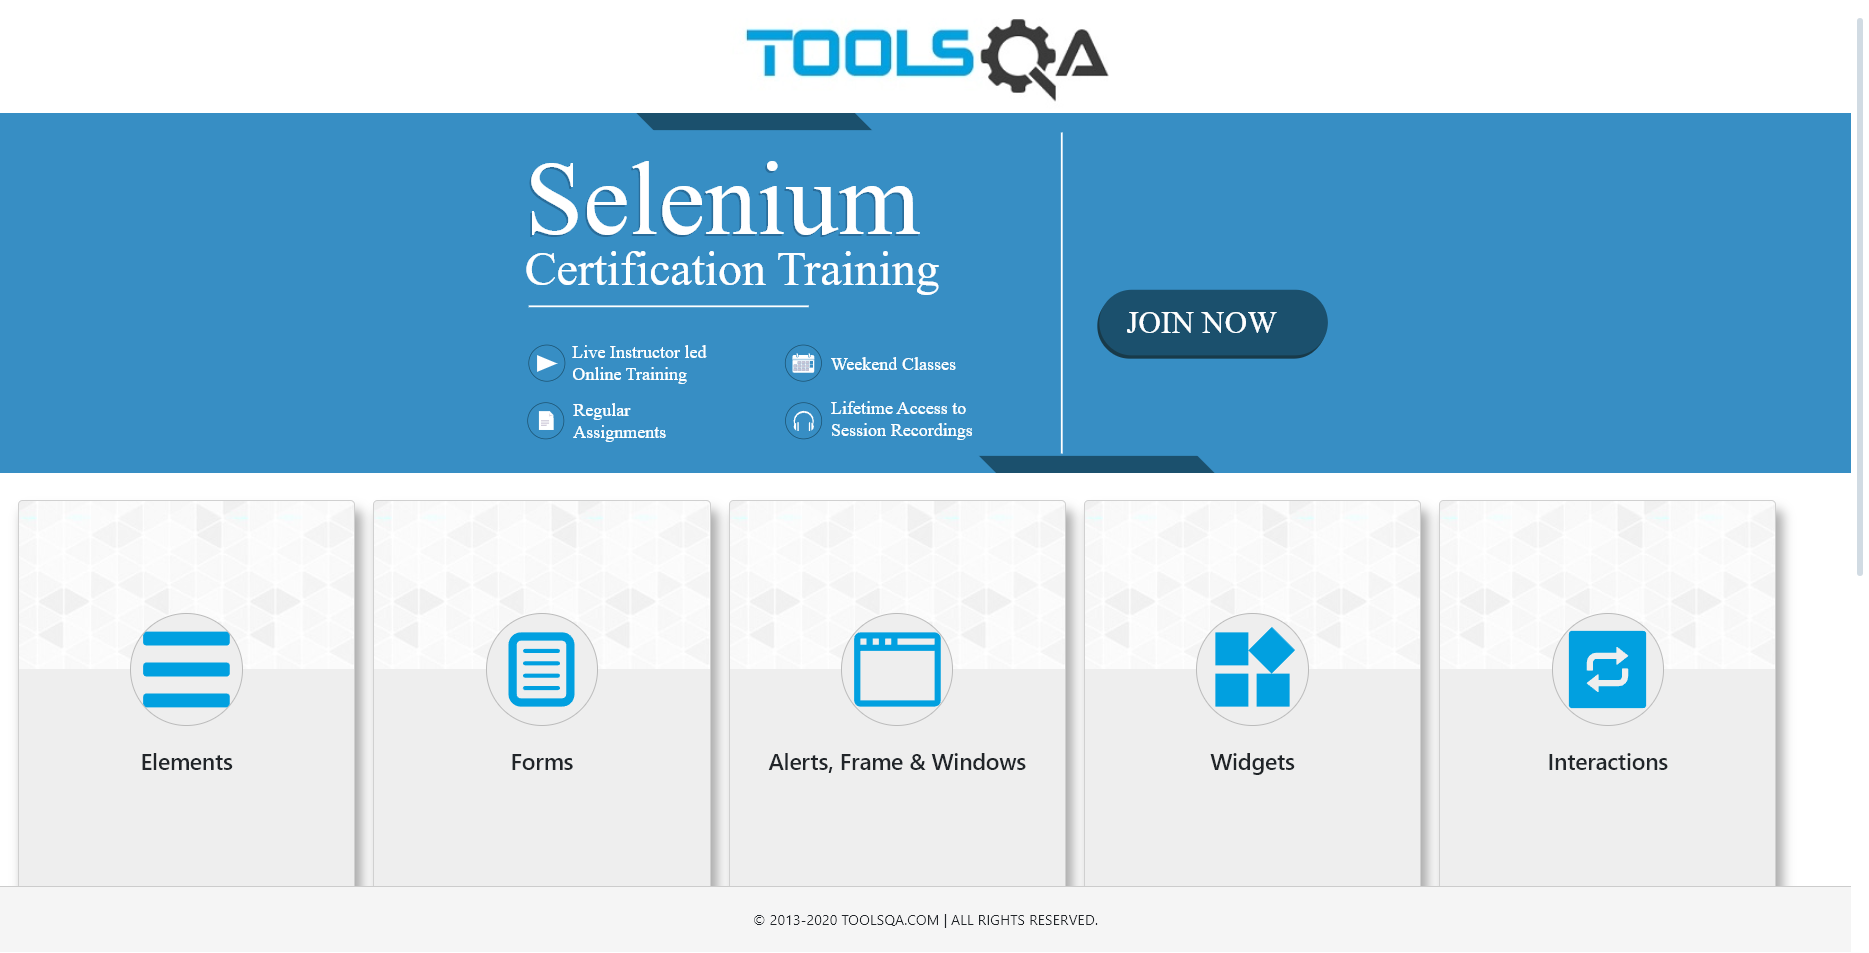 TOOLSQA
Selenium
Certification Training
Live Instructor led
Online Training
Weekend Classes
Regular
Assignments
Lifetime Access to
Session Recordings
JOIN NOW
Elements
Forms
Alerts, Frame & Windows
Widgets
Interactions
© 2013-2020 TOOLSQA.COM | ALL RIGHTS RESERVED.